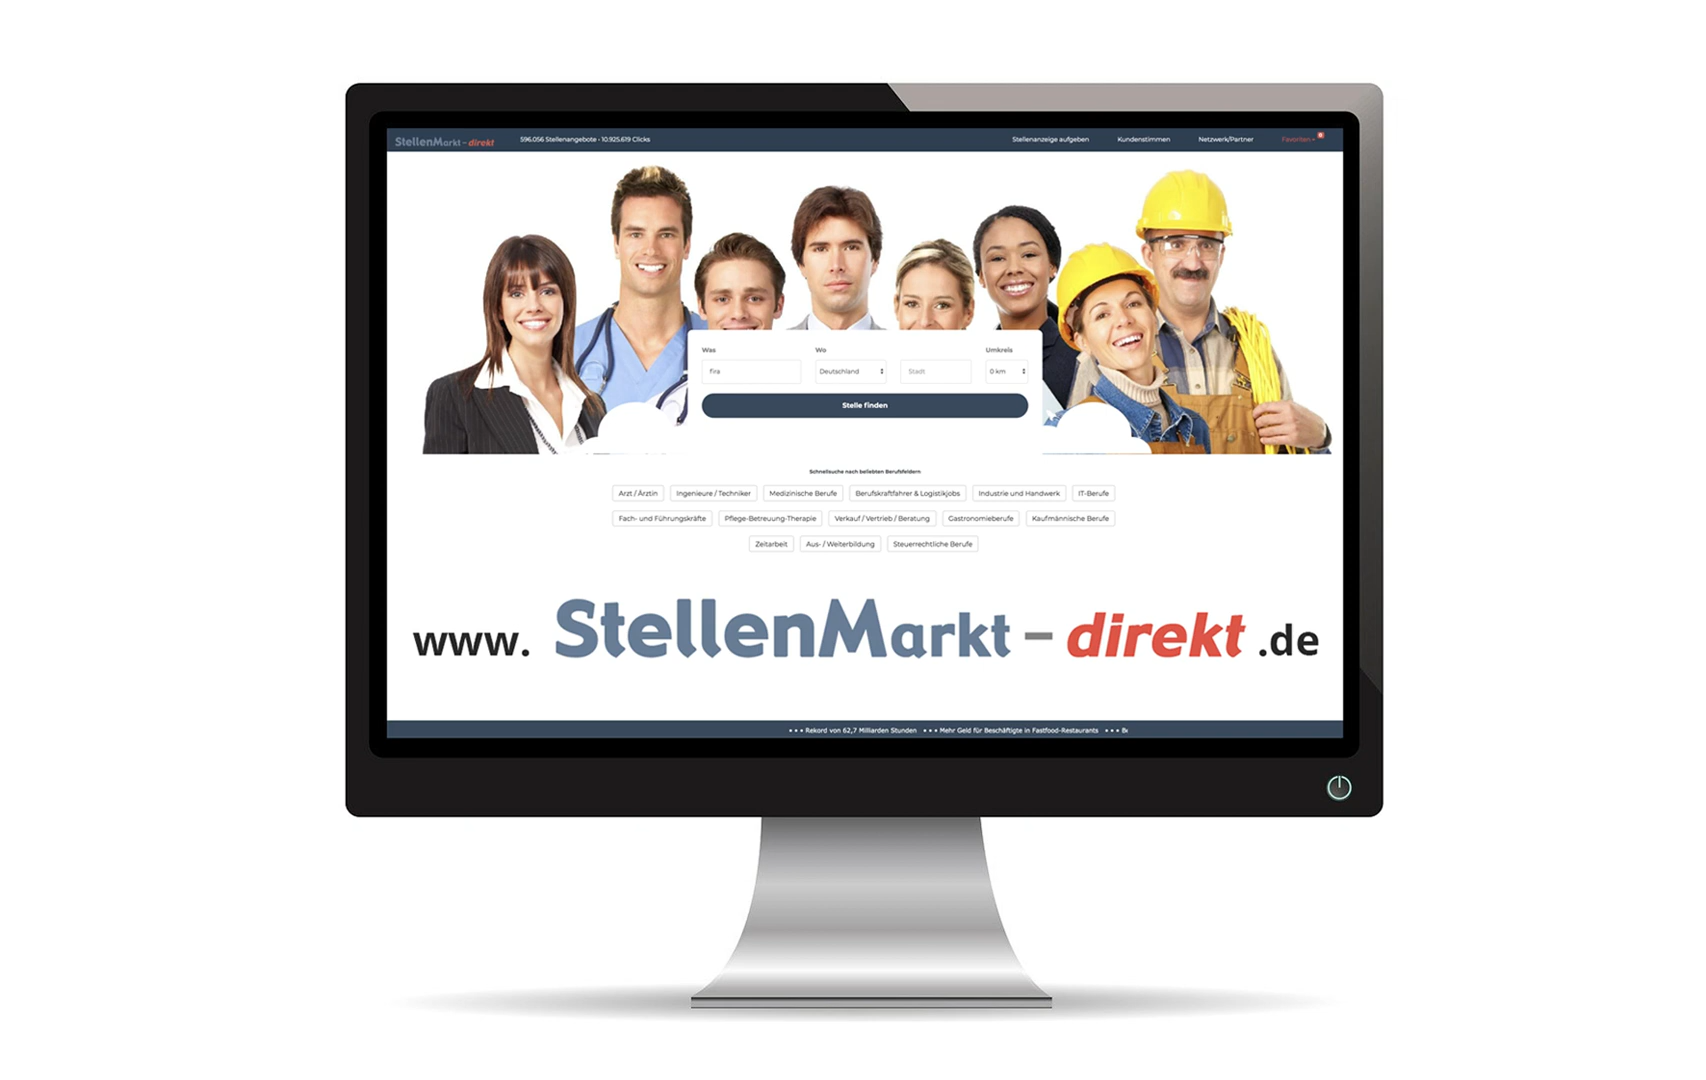 StellenMarkt - direkt 596.056 Stellenangebote • 10.925.619 Clicks Stellenanzeige aufgeben Kundenstimmen Netzwerk/Partner Favoriten
Was Wo Umkreis
fira Deutschland Stadt 0 km
Stelle finden
Schnellsuche nach beliebten Berufsfeldern
Arzt / Ärztin Ingenieure / Techniker Medizinische Berufe Berufskraftfahrer & Logistikjobs Industrie und Handwerk IT-Berufe
Fach- und Führungskräfte Pflege-Betreuung-Therapie Verkauf / Vertrieb / Beratung Gastronomieberufe Kaufmännische Berufe
Zeitarbeit Aus- / Weiterbildung Steuerrechtliche Berufe
www. StellenMarkt - direkt .de
• • • Rekord von 62,7 Milliarden Stunden • • • Mehr Geld für Beschäftigte in Fastfood-Restaurants • • •